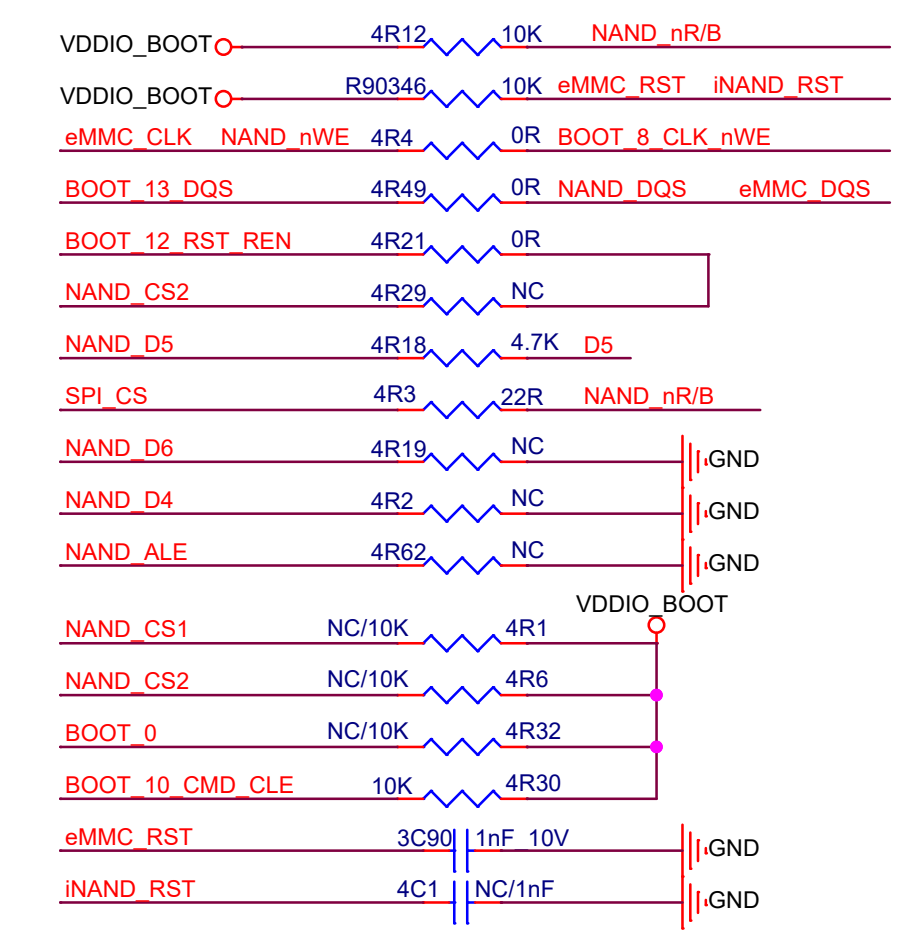 VDDIO_BOOT 4R12 10K NAND_nR/B
VDDIO_BOOT R90346 10K eMMC_RST iNAND_RST
eMMC_CLK NAND_nWE 4R4 0R BOOT_8_CLK_nWE
BOOT_13_DQS 4R49 0R NAND_DQS eMMC_DQS
BOOT_12_RST_REN 4R21 0R
NAND_CS2 4R29 NC
NAND_D5 4R18 4.7K D5
SPI_CS 4R3 22R NAND_nR/B
NAND_D6 4R19 NC GND
NAND_D4 4R2 NC GND
NAND_ALE 4R62 NC GND
VDDIO_BOOT
NAND_CS1 NC/10K 4R1
NAND_CS2 NC/10K 4R6
BOOT_0 NC/10K 4R32
BOOT_10_CMD_CLE 10K 4R30
eMMC_RST 3C90 1nF_10V GND
iNAND_RST 4C1 NC/1nF GND